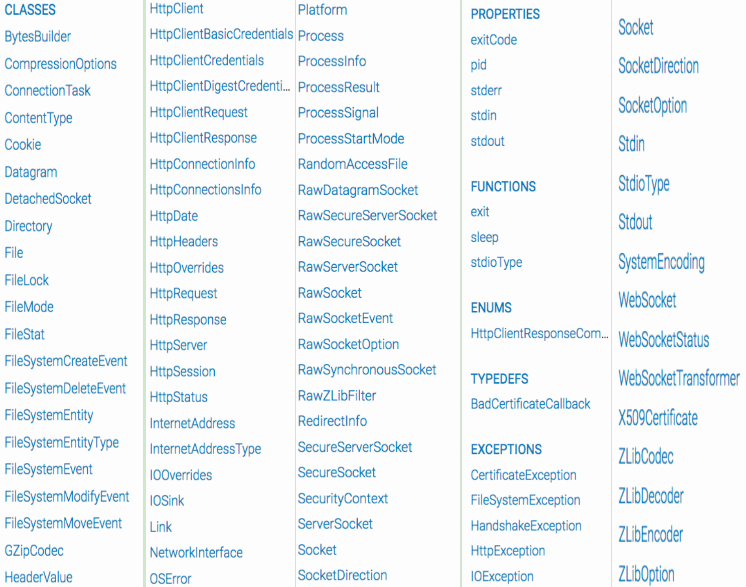 CLASSES
BytesBuilder
CompressionOptions
ConnectionTask
ContentType
Cookie
Datagram
DetachedSocket
Directory
File
FileLock
FileMode
FileStat
FileSystemCreateEvent
FileSystemDeleteEvent
FileSystemEntity
FileSystemEntityType
FileSystemEvent
FileSystemModifyEvent
FileSystemMoveEvent
GZipCodec
HeaderValue
HttpClient
HttpClientBasicCredentials
HttpClientCredentials
HttpClientDigestCredenti...
HttpClientRequest
HttpClientResponse
HttpConnectionInfo
HttpConnectionsInfo
HttpDate
HttpHeaders
HttpOverrides
HttpRequest
HttpResponse
HttpServer
HttpSession
HttpStatus
InternetAddress
InternetAddressType
IOOverrides
IOSink
Link
NetworkInterface
OSError
Platform
Process
ProcessInfo
ProcessResult
ProcessSignal
ProcessStartMode
RandomAccessFile
RawDatagramSocket
RawSecureServerSocket
RawSecureSocket
RawServerSocket
RawSocket
RawSocketEvent
RawSocketOption
RawSynchronousSocket
RawZLibFilter
RedirectInfo
SecureServerSocket
SecureSocket
SecurityContext
ServerSocket
Socket
SocketDirection
PROPERTIES
exitCode
pid
stderr
stdin
stdout
FUNCTIONS
exit
sleep
stdioType
ENUMS
HttpClientResponseCom...
TYPEDEFS
BadCertificateCallback
EXCEPTIONS
CertificateException
FileSystemException
HandshakeException
HttpException
IOException
Socket
SocketDirection
SocketOption
Stdin
StdioType
Stdout
SystemEncoding
WebSocket
WebSocketStatus
WebSocketTransformer
X509Certificate
ZLibCodec
ZLibDecoder
ZLibEncoder
ZLibOption